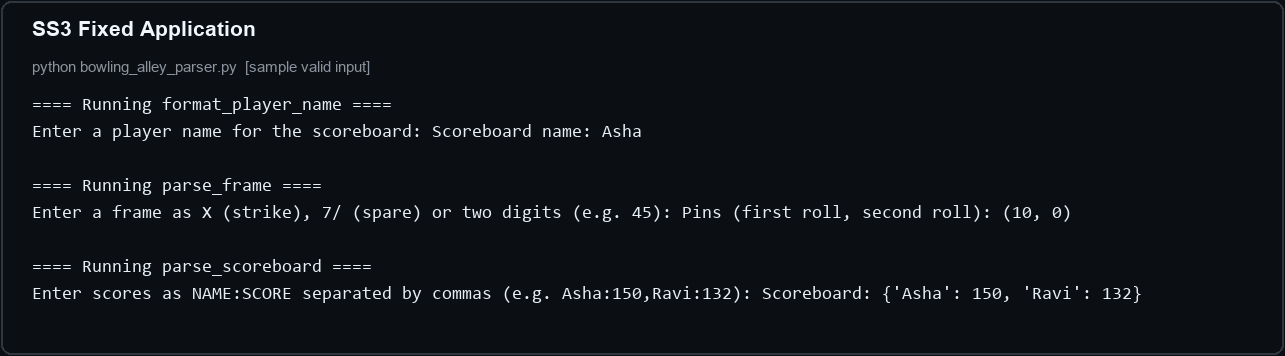 SS3 Fixed Application
python bowling_alley_parser.py [sample valid input]
==== Running format_player_name ====
Enter a player name for the scoreboard: Scoreboard name: Asha
==== Running parse_frame ====
Enter a frame as X (strike), 7/ (spare) or two digits (e.g. 45): Pins (first roll, second roll): (10, 0)
==== Running parse_scoreboard ====
Enter scores as NAME:SCORE separated by commas (e.g. Asha:150,Ravi:132): Scoreboard: {'Asha': 150, 'Ravi': 132}